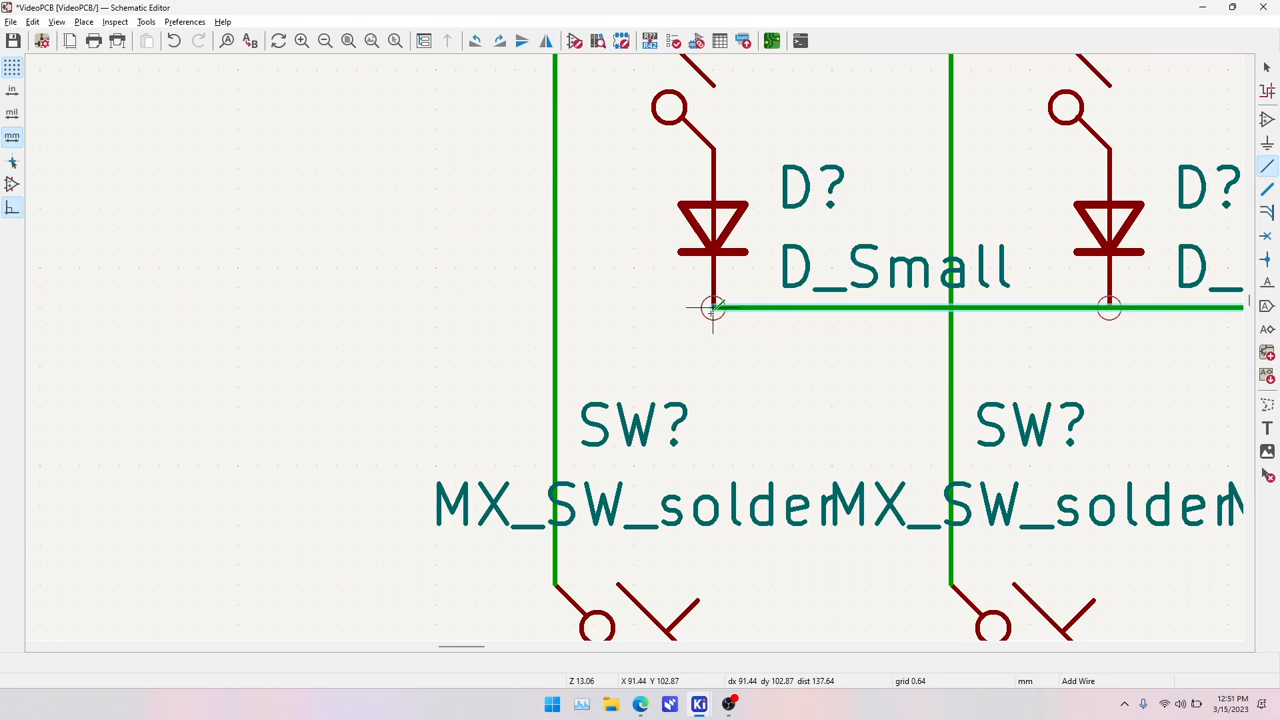 *VideoPCB [VideoPCB/] — Schematic Editor
File Edit View Place Inspect Tools Preferences Help
in
mil
mm
D? D?
D_Small D_
SW? SW?
MX_SW_solder MX_SW_solder
Z 13.06 X 91.44 Y 102.87 dx 91.44 dy 102.87 dist 137.64 grid 0.64 mm Add Wire
12:51 PM
3/15/2023